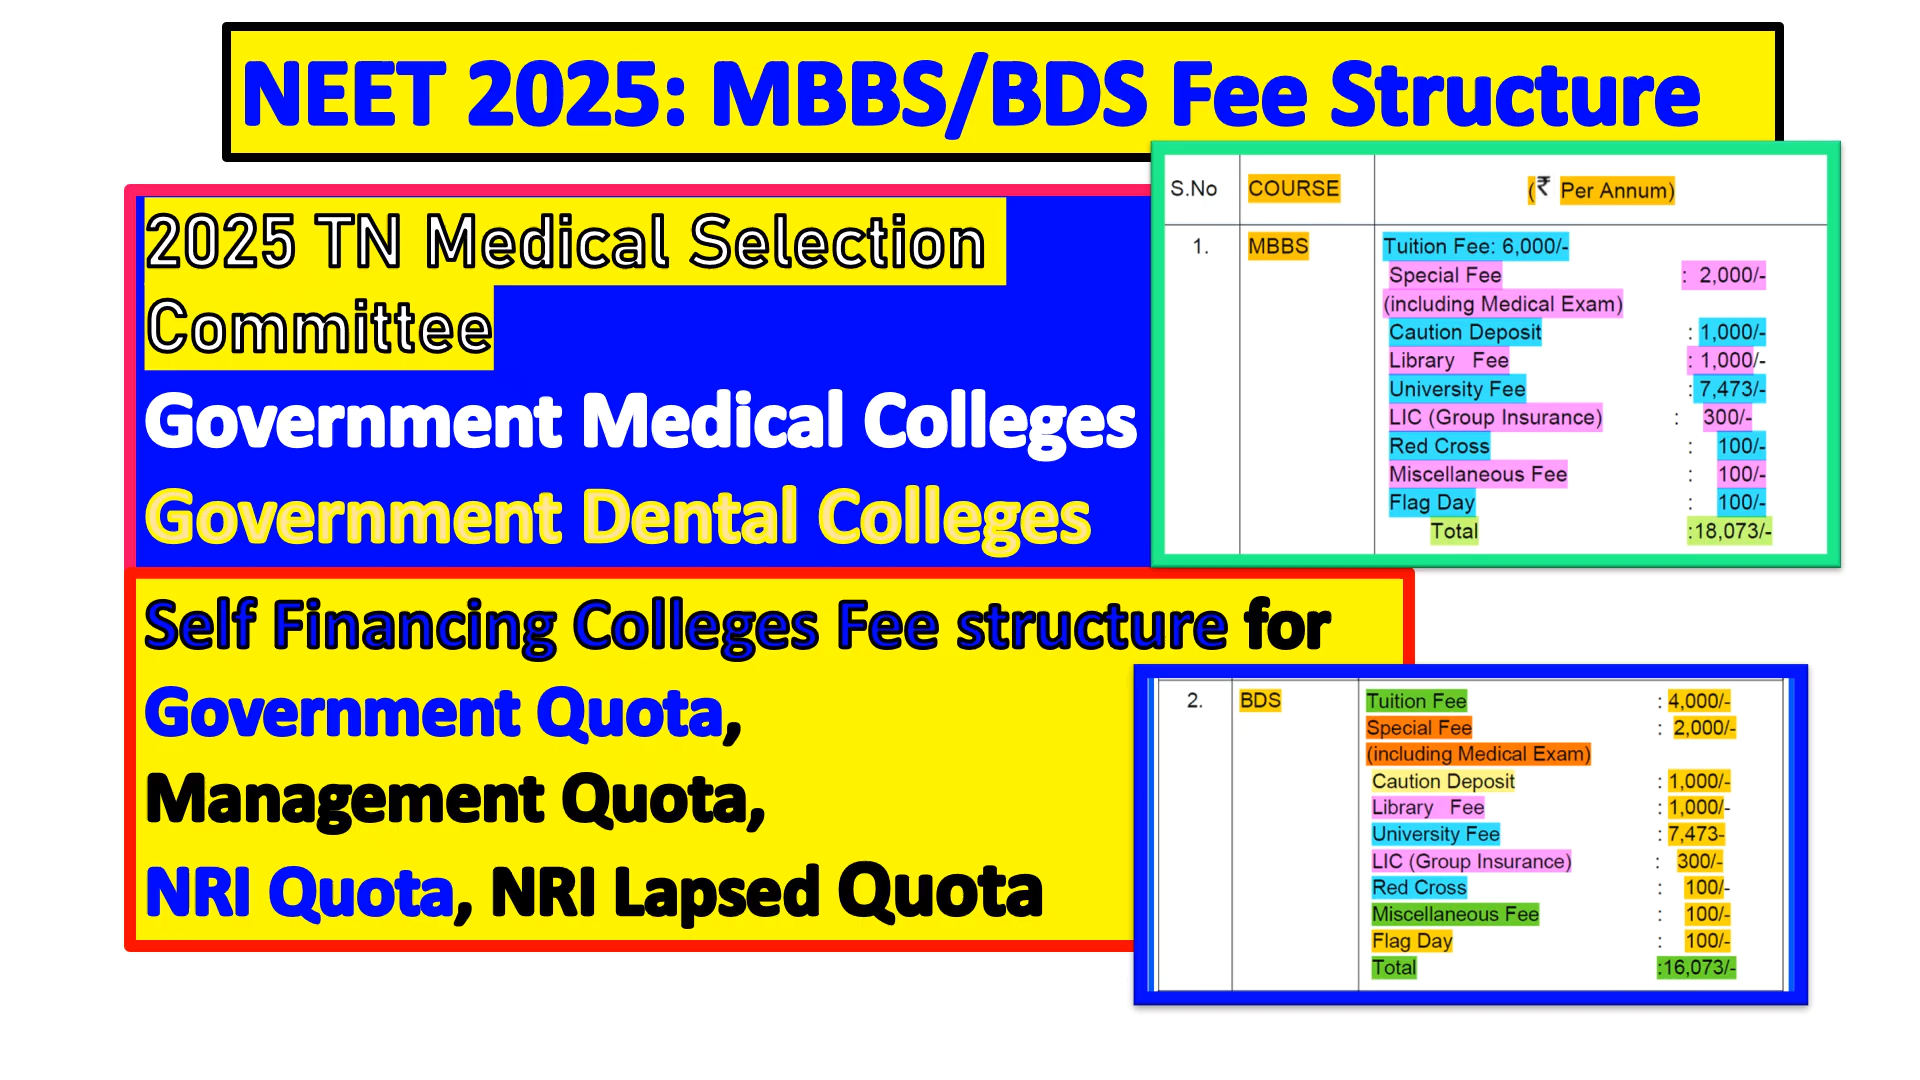 NEET 2025: MBBS/BDS Fee Structure
2025 TN Medical Selection
Committee
Government Medical Colleges
Government Dental Colleges
Self Financing Colleges Fee structure for
Government Quota,
Management Quota,
NRI Quota, NRI Lapsed Quota
S.No COURSE (₹ Per Annum)
1. MBBS Tuition Fee: 6,000/-
Special Fee : 2,000/-
(including Medical Exam)
Caution Deposit : 1,000/-
Library Fee : 1,000/-
University Fee : 7,473/-
LIC (Group Insurance) : 300/-
Red Cross : 100/-
Miscellaneous Fee : 100/-
Flag Day : 100/-
Total :18,073/-
2. BDS Tuition Fee : 4,000/-
Special Fee : 2,000/-
(including Medical Exam)
Caution Deposit : 1,000/-
Library Fee : 1,000/-
University Fee : 7,473-
LIC (Group Insurance) : 300/-
Red Cross : 100/-
Miscellaneous Fee : 100/-
Flag Day : 100/-
Total :16,073/-